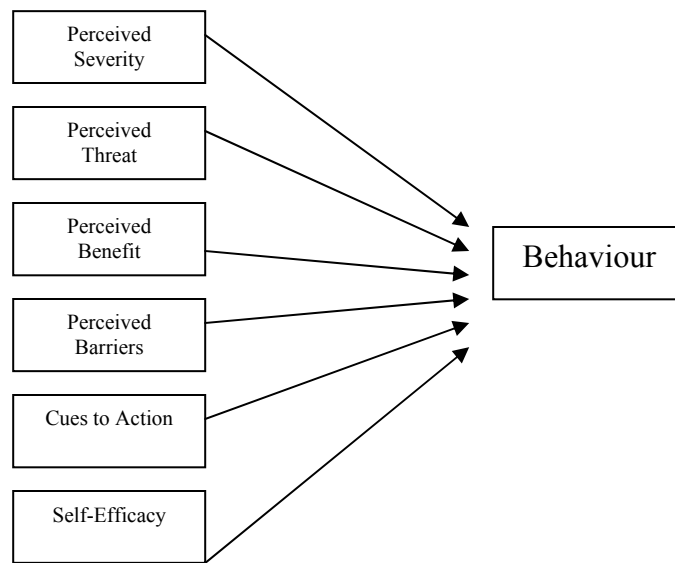 Perceived
Severity
Perceived
Threat
Perceived
Benefit
Perceived
Barriers
Cues to Action
Self-Efficacy
Behaviour